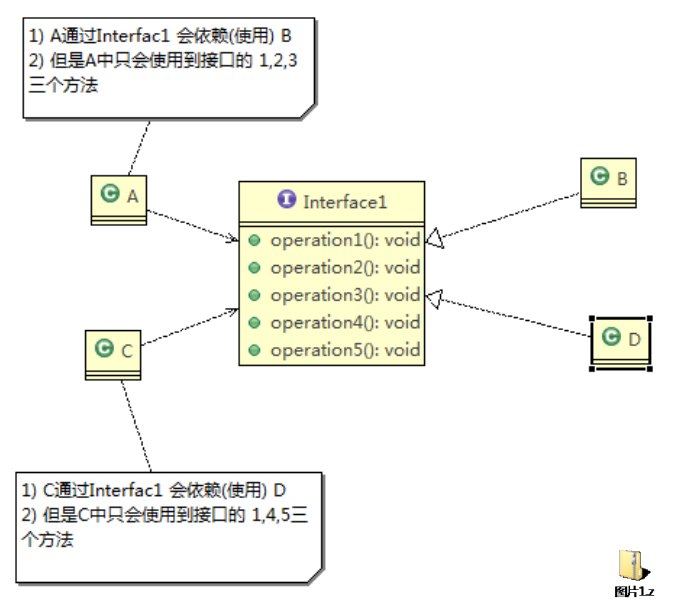 1) A通过Interfac1 会依赖(使用) B
2) 但是A中只会使用到接口的 1,2,3
三个方法
A
Interface1
B
operation1(): void
operation2(): void
operation3(): void
operation4(): void
operation5(): void
C
D
1) C通过Interfac1 会依赖(使用) D
2) 但是C中只会使用到接口的 1,4,5三
个方法
图片1.z